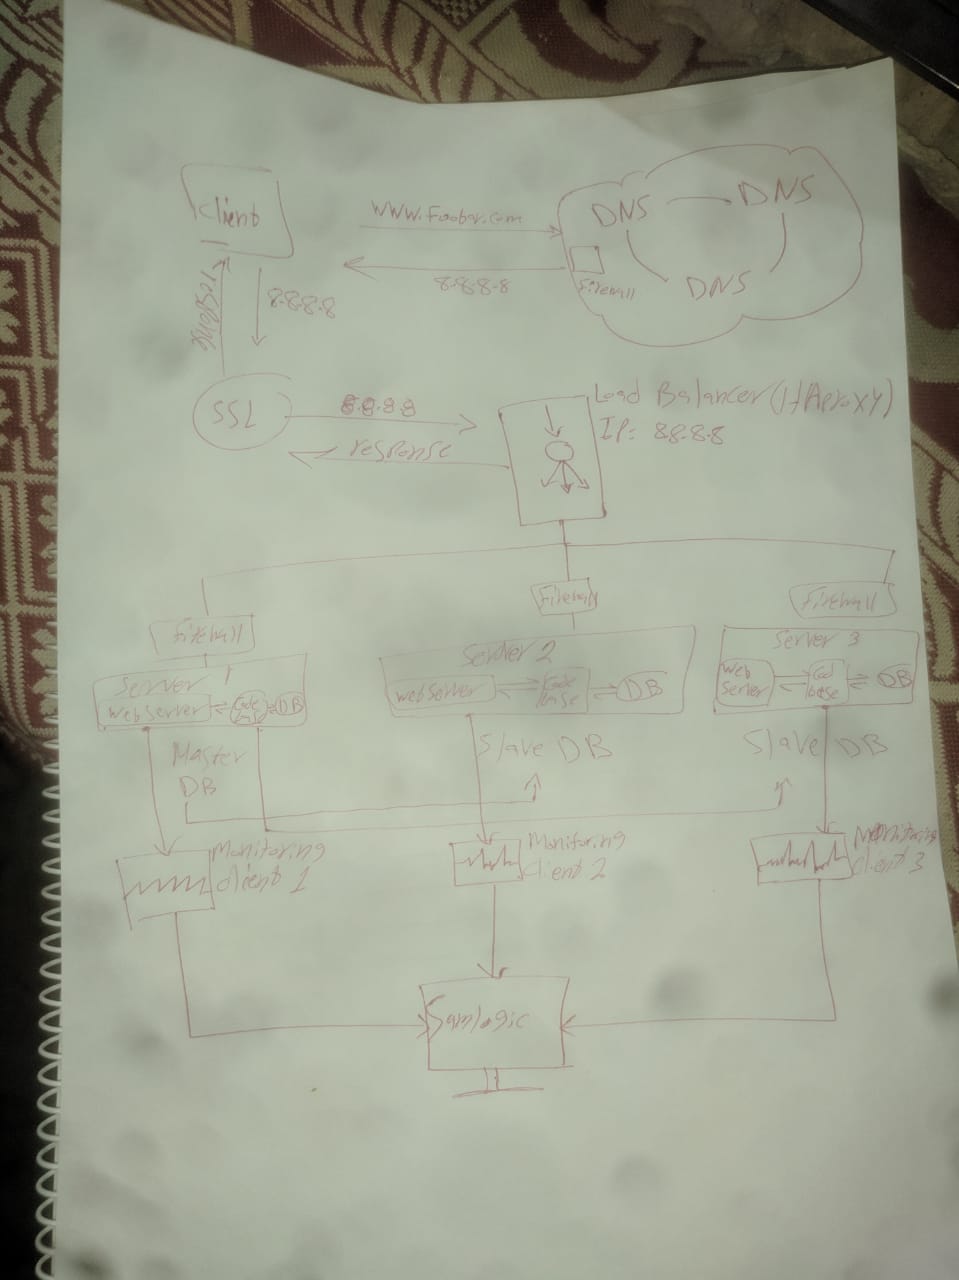 Client
www.Foobar.com
DNS
DNS
DNS
Firewall
8.8.8.8
8.8.8.8
response
SSL
8.8.8.8
response
Load Balancer (HAproxy)
IP: 8.8.8.8
Firewall
Firewall
Firewall
Server 1
Web Server
Code
DB
Server 2
Web Server
Code
base
DB
Server 3
Web
Server
Cod
base
DB
Master
DB
Slave DB
Slave DB
Monitoring
client 1
Monitoring
Client 2
Monitoring
Client 3
Samlogic